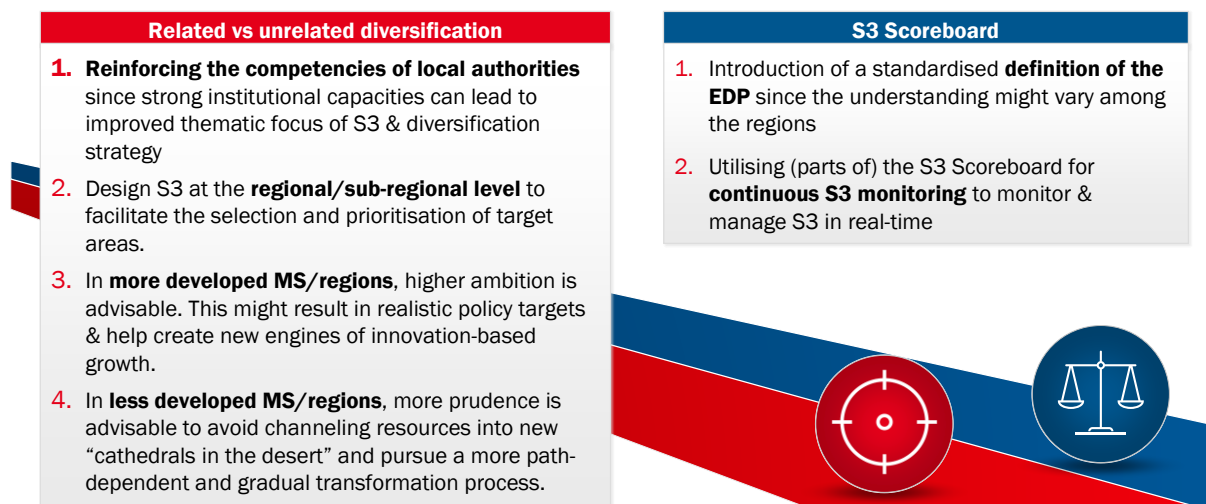 Related vs unrelated diversification
1. Reinforcing the competencies of local authorities
since strong institutional capacities can lead to
improved thematic focus of S3 & diversification
strategy
2. Design S3 at the regional/sub-regional level to
facilitate the selection and prioritisation of target
areas.
3. In more developed MS/regions, higher ambition is
advisable. This might result in realistic policy targets
& help create new engines of innovation-based
growth.
4. In less developed MS/regions, more prudence is
advisable to avoid channeling resources into new
“cathedrals in the desert” and pursue a more path-
dependent and gradual transformation process.
S3 Scoreboard
1. Introduction of a standardised definition of the
EDP since the understanding might vary among
the regions
2. Utilising (parts of) the S3 Scoreboard for
continuous S3 monitoring to monitor &
manage S3 in real-time